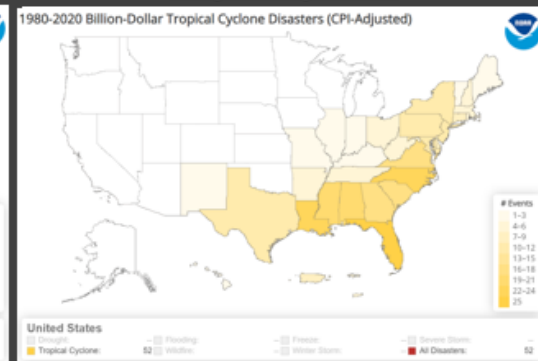 1980-2020 Billion-Dollar Tropical Cyclone Disasters (CPI-Adjusted)
NOAA
# Events
1-3
4-6
7-9
10-12
13-15
16-18
19-21
22-24
25
United States
Drought: -- Flooding: -- Freeze: -- Severe Storm: --
Tropical Cyclone: 52 Wildfire: -- Winter Storm: -- All Disasters: 52